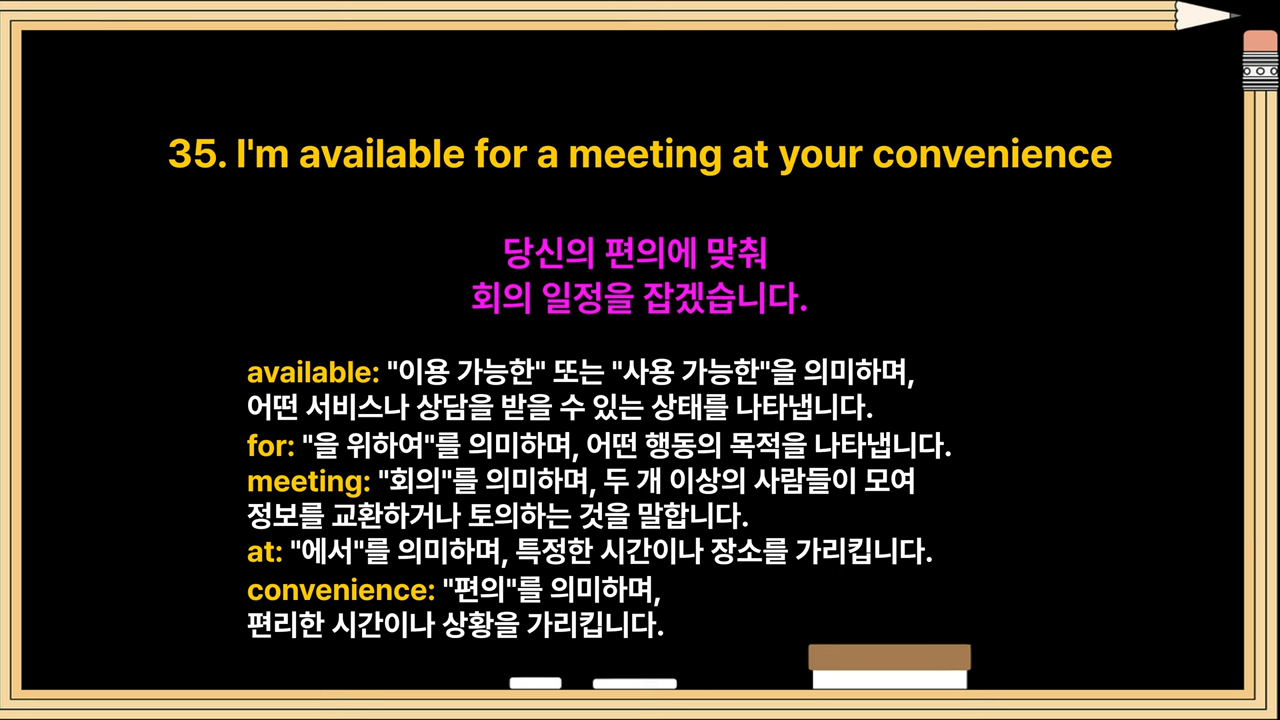 35. I'm available for a meeting at your convenience
당신의 편의에 맞춰
회의 일정을 잡겠습니다.
available: "이용 가능한" 또는 "사용 가능한"을 의미하며,
어떤 서비스나 상담을 받을 수 있는 상태를 나타냅니다.
for: "을 위하여"를 의미하며, 어떤 행동의 목적을 나타냅니다.
meeting: "회의"를 의미하며, 두 개 이상의 사람들이 모여
정보를 교환하거나 토의하는 것을 말합니다.
at: "에서"를 의미하며, 특정한 시간이나 장소를 가리킵니다.
convenience: "편의"를 의미하며,
편리한 시간이나 상황을 가리킵니다.